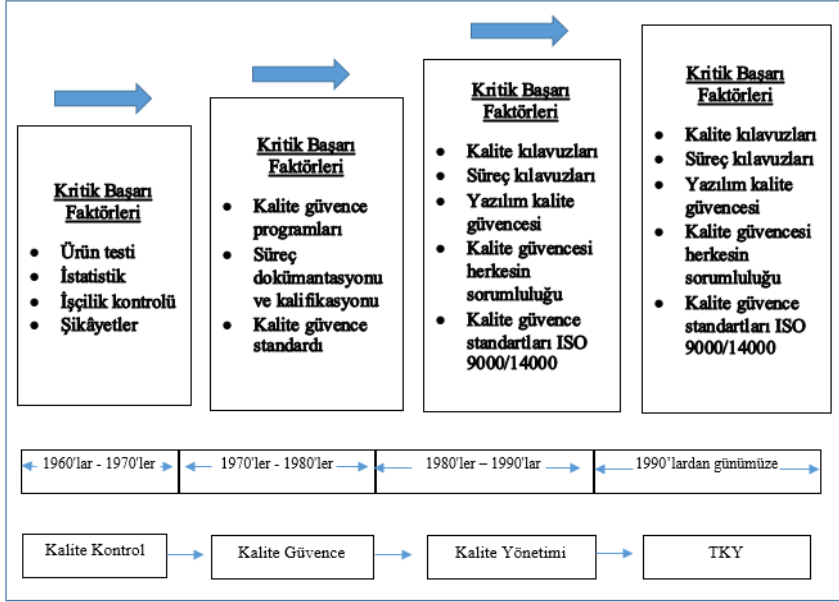 Kritik Başarı
Faktörleri
• Ürün testi
• İstatistik
• İşçilik kontrolü
• Şikâyetler
Kritik Başarı
Faktörleri
• Kalite güvence
programları
• Süreç
dokümantasyonu
ve kalifikasyonu
• Kalite güvence
standardı
Kritik Başarı
Faktörleri
• Kalite kılavuzları
• Süreç kılavuzları
• Yazılım kalite
güvencesi
• Kalite güvencesi
herkesin
sorumluluğu
• Kalite güvence
standartları ISO
9000/14000
Kritik Başarı
Faktörleri
• Kalite kılavuzları
• Süreç kılavuzları
• Yazılım kalite
güvencesi
• Kalite güvencesi
herkesin
sorumluluğu
• Kalite güvence
standartları ISO
9000/14000
1960'lar - 1970'ler
1970'ler - 1980'ler
1980'ler – 1990'lar
1990’lardan günümüze
Kalite Kontrol
Kalite Güvence
Kalite Yönetimi
TKY